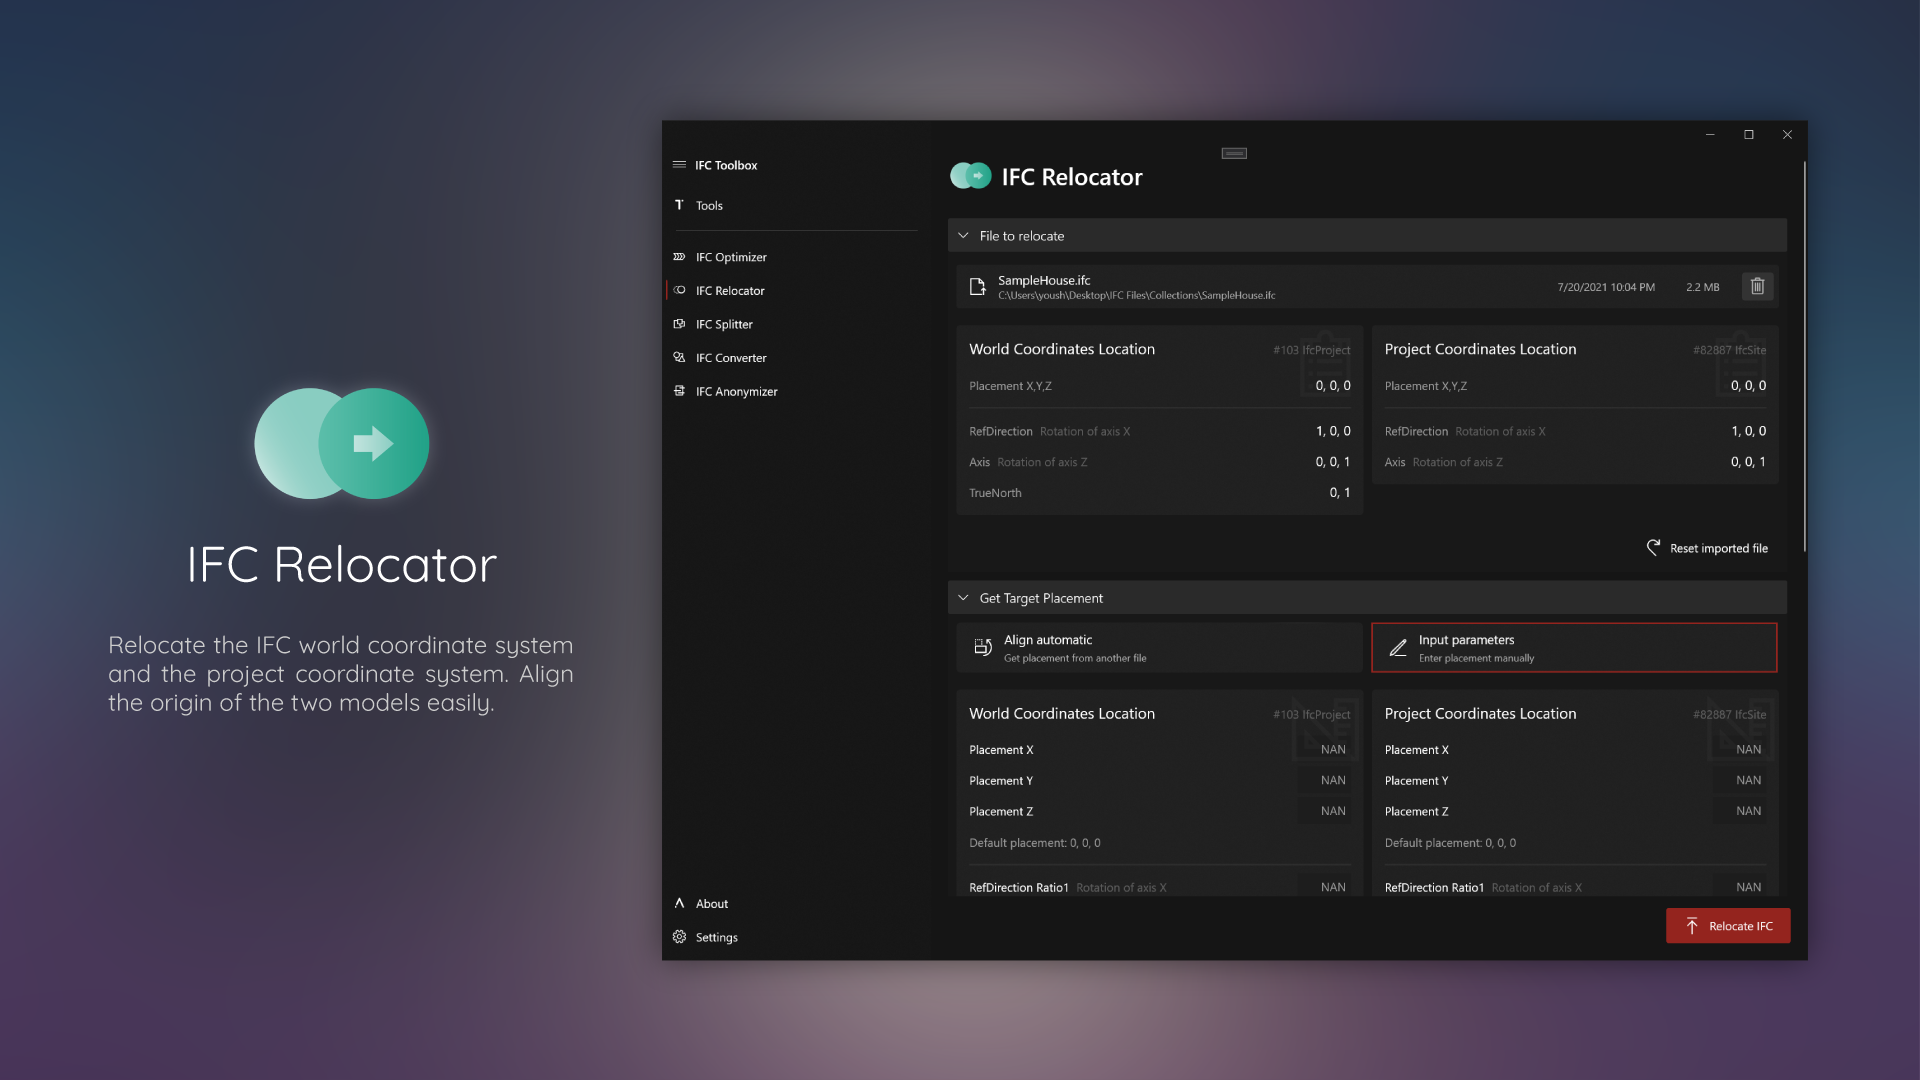 IFC Relocator
Relocate the IFC world coordinate system
and the project coordinate system. Align
the origin of the two models easily.
IFC Toolbox
Tools
IFC Optimizer
IFC Relocator
IFC Splitter
IFC Converter
IFC Anonymizer
About
Settings
IFC Relocator
File to relocate
SampleHouse.ifc
C:\Users\yoush\Desktop\IFC Files\Collections\SampleHouse.ifc
7/20/2021 10:04 PM 2.2 MB
World Coordinates Location #103 IfcProject
Placement X,Y,Z 0, 0, 0
RefDirection Rotation of axis X 1, 0, 0
Axis Rotation of axis Z 0, 0, 1
TrueNorth 0, 1
Project Coordinates Location #82887 IfcSite
Placement X,Y,Z 0, 0, 0
RefDirection Rotation of axis X 1, 0, 0
Axis Rotation of axis Z 0, 0, 1
Reset imported file
Get Target Placement
Align automatic
Get placement from another file
Input parameters
Enter placement manually
World Coordinates Location #103 IfcProject
Placement X NAN
Placement Y NAN
Placement Z NAN
Default placement: 0, 0, 0
RefDirection Ratio1 Rotation of axis X NAN
Project Coordinates Location #82887 IfcSite
Placement X NAN
Placement Y NAN
Placement Z NAN
Default placement: 0, 0, 0
RefDirection Ratio1 Rotation of axis X NAN
Relocate IFC